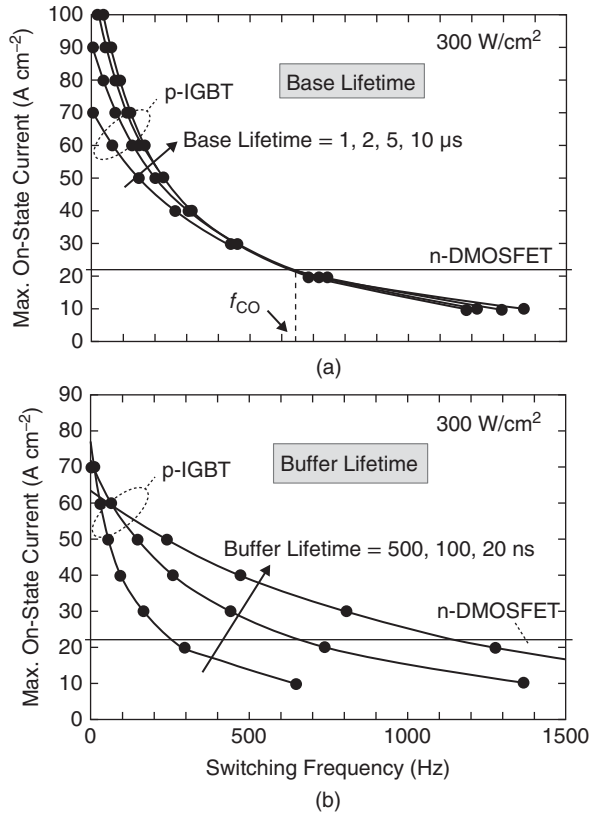 100
90
80
70
60
50
40
30
20
10
0
Max. On-State Current (A cm⁻²)
300 W/cm²
Base Lifetime
p-IGBT
Base Lifetime = 1, 2, 5, 10 µs
n-DMOSFET
f_CO
(a)
90
80
70
60
50
40
30
20
10
0
Max. On-State Current (A cm⁻²)
300 W/cm²
Buffer Lifetime
p-IGBT
Buffer Lifetime = 500, 100, 20 ns
n-DMOSFET
0 500 1000 1500
Switching Frequency (Hz)
(b)